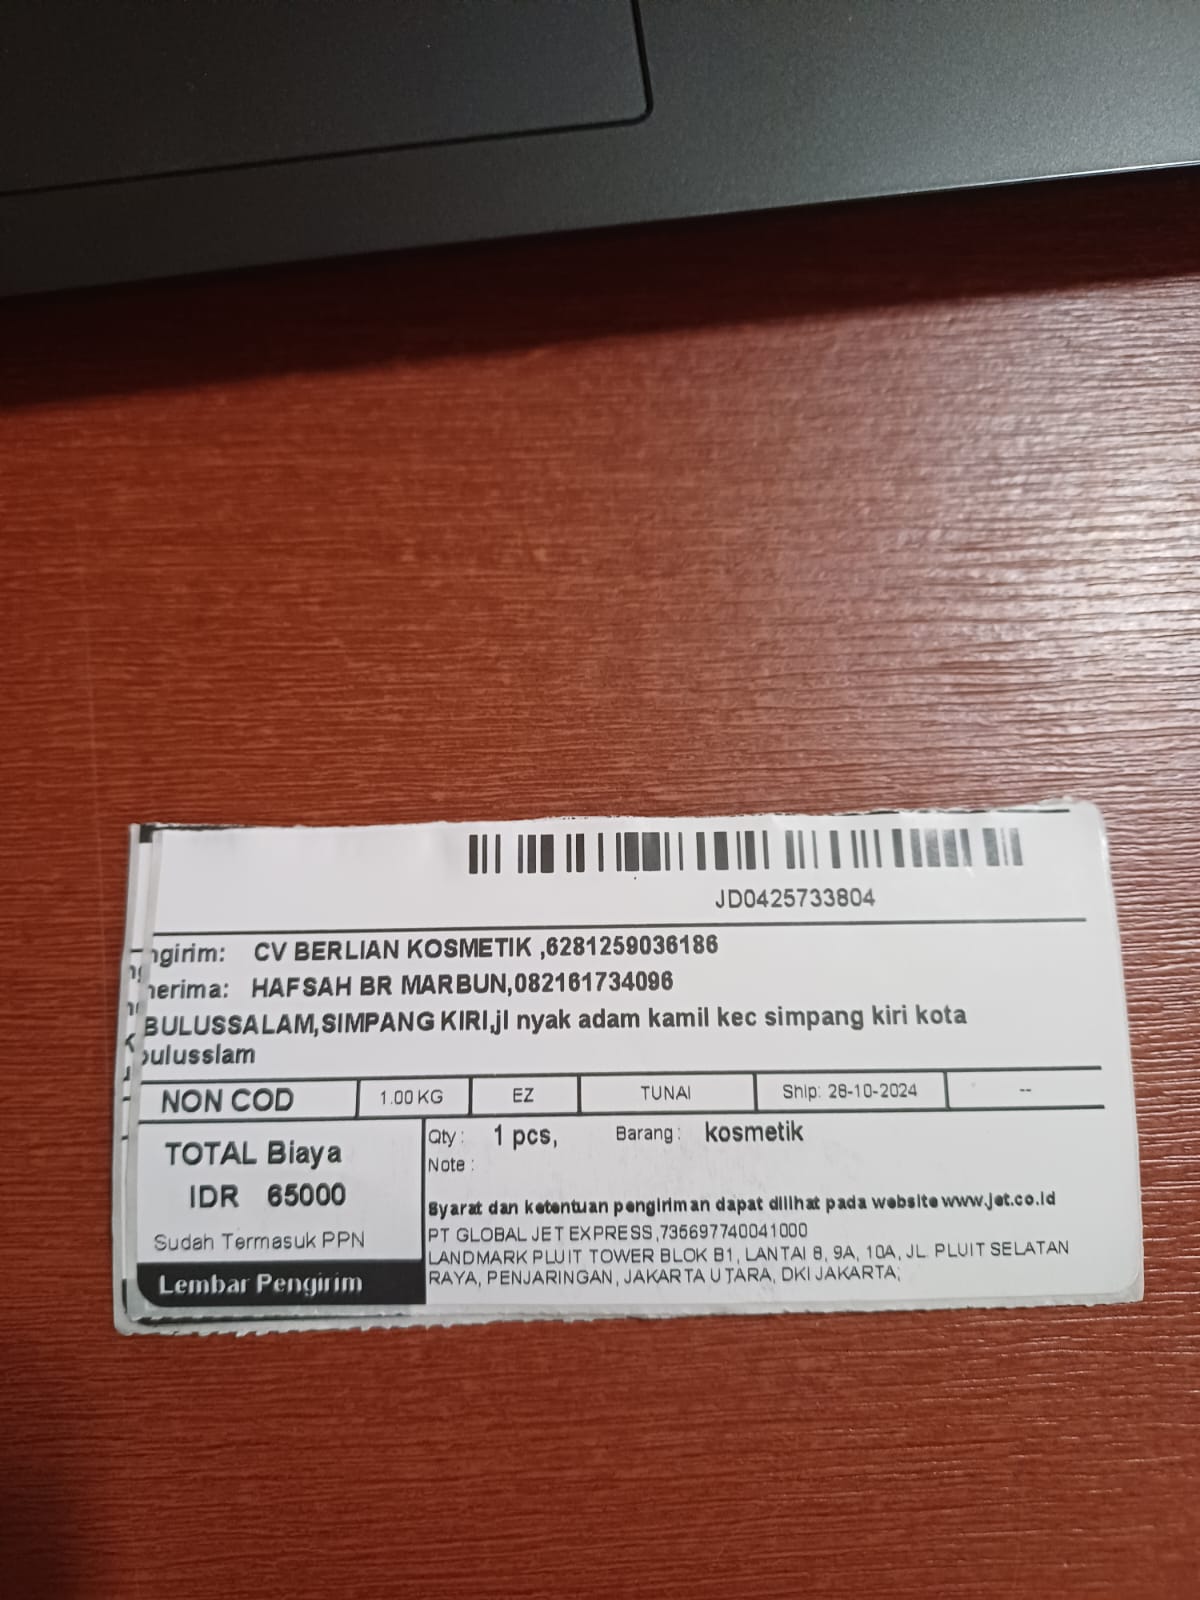 JD0425733804
ngirim: CV BERLIAN KOSMETIK ,6281259036186
nerima: HAFSAH BR MARBUN,082161734096
BULUSSALAM,SIMPANG KIRI,jl nyak adam kamil kec simpang kiri kota
bulusslam
NON COD 1.00 KG EZ TUNAI Ship: 28-10-2024 --
TOTAL Biaya
IDR 65000
Sudah Termasuk PPN
Lembar Pengirim
Qty : 1 pcs, Barang : kosmetik
Note :
Syarat dan ketentuan pengiriman dapat dilihat pada website www.jet.co.id
PT GLOBAL JET EXPRESS,735697740041000
LANDMARK PLUIT TOWER BLOK B1, LANTAI 8, 9A, 10A, JL. PLUIT SELATAN
RAYA, PENJARINGAN, JAKARTA UTARA, DKI JAKARTA;